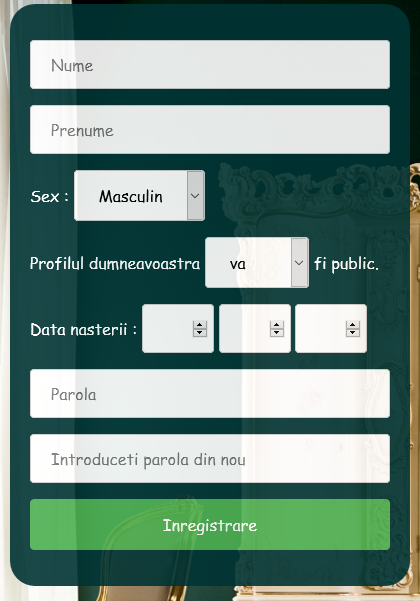 Nume
Prenume
Sex : Masculin
Profilul dumneavoastra va fi public.
Data nasterii :
Parola
Introduceti parola din nou
Inregistrare